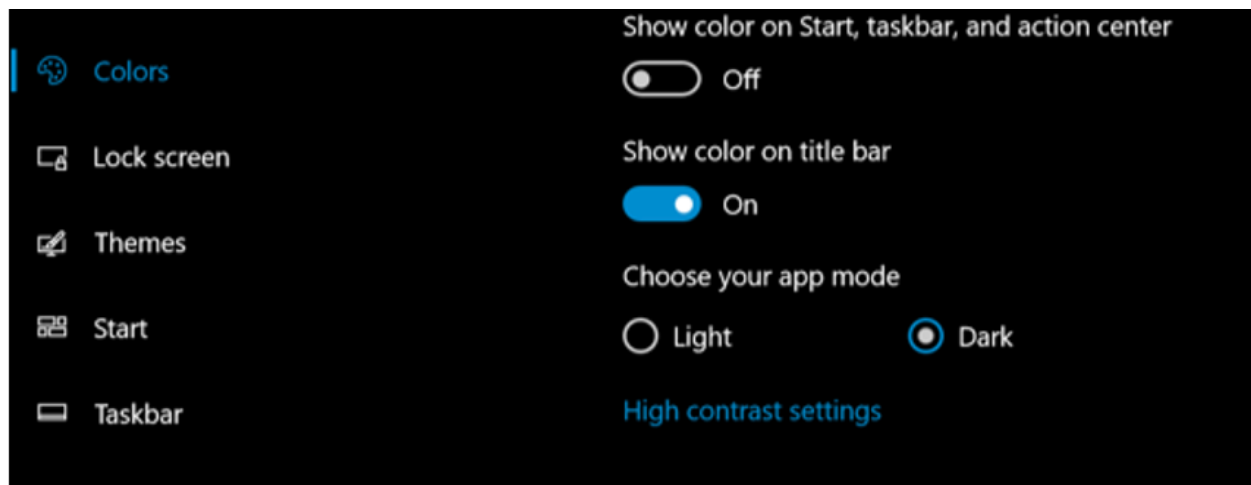 Colors
Lock screen
Themes
Start
Taskbar
Show color on Start, taskbar, and action center
Off
Show color on title bar
On
Choose your app mode
Light
Dark
High contrast settings